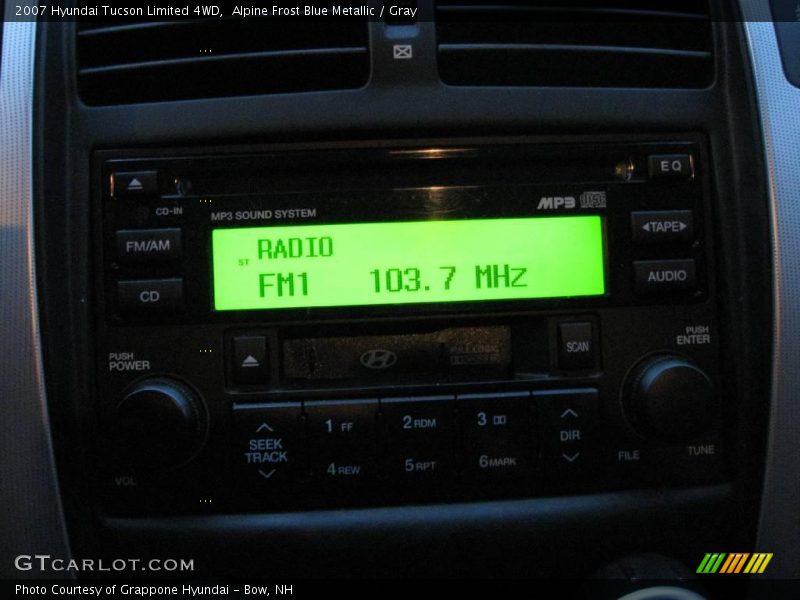 2007 Hyundai Tucson Limited 4WD,  Alpine Frost Blue Metallic / Gray
EQ
CD-IN
MP3 SOUND SYSTEM
MP3
FM/AM
RADIO
ST
FM1 103.7 MHz
◀TAPE▶
CD
AUDIO
PUSH
POWER
SCAN
PUSH
ENTER
SEEK
TRACK
1 FF
2 RDM
3
DIR
4 REW
5 RPT
6 MARK
VOL
FILE
TUNE
GTCARLOT.COM
Photo Courtesy of Grappone Hyundai - Bow, NH